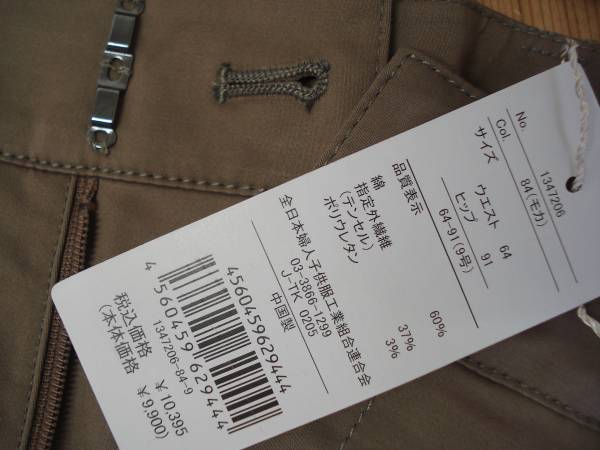 No. 1347206
Col. 84(モカ)
サイズ ウエスト 64
ヒップ 91
64-91(9号)
品質表示
綿 60%
指定外繊維
(テンセル) 37%
ポリウレタン 3%
全日本婦人子供服工業組合連合会
03-3866-1299
J-TK 0205
中国製
4560459629444
4 560459 629444
1347206-84-9
税込価格 ¥ 10,395
(本体価格 ¥ 9,900)